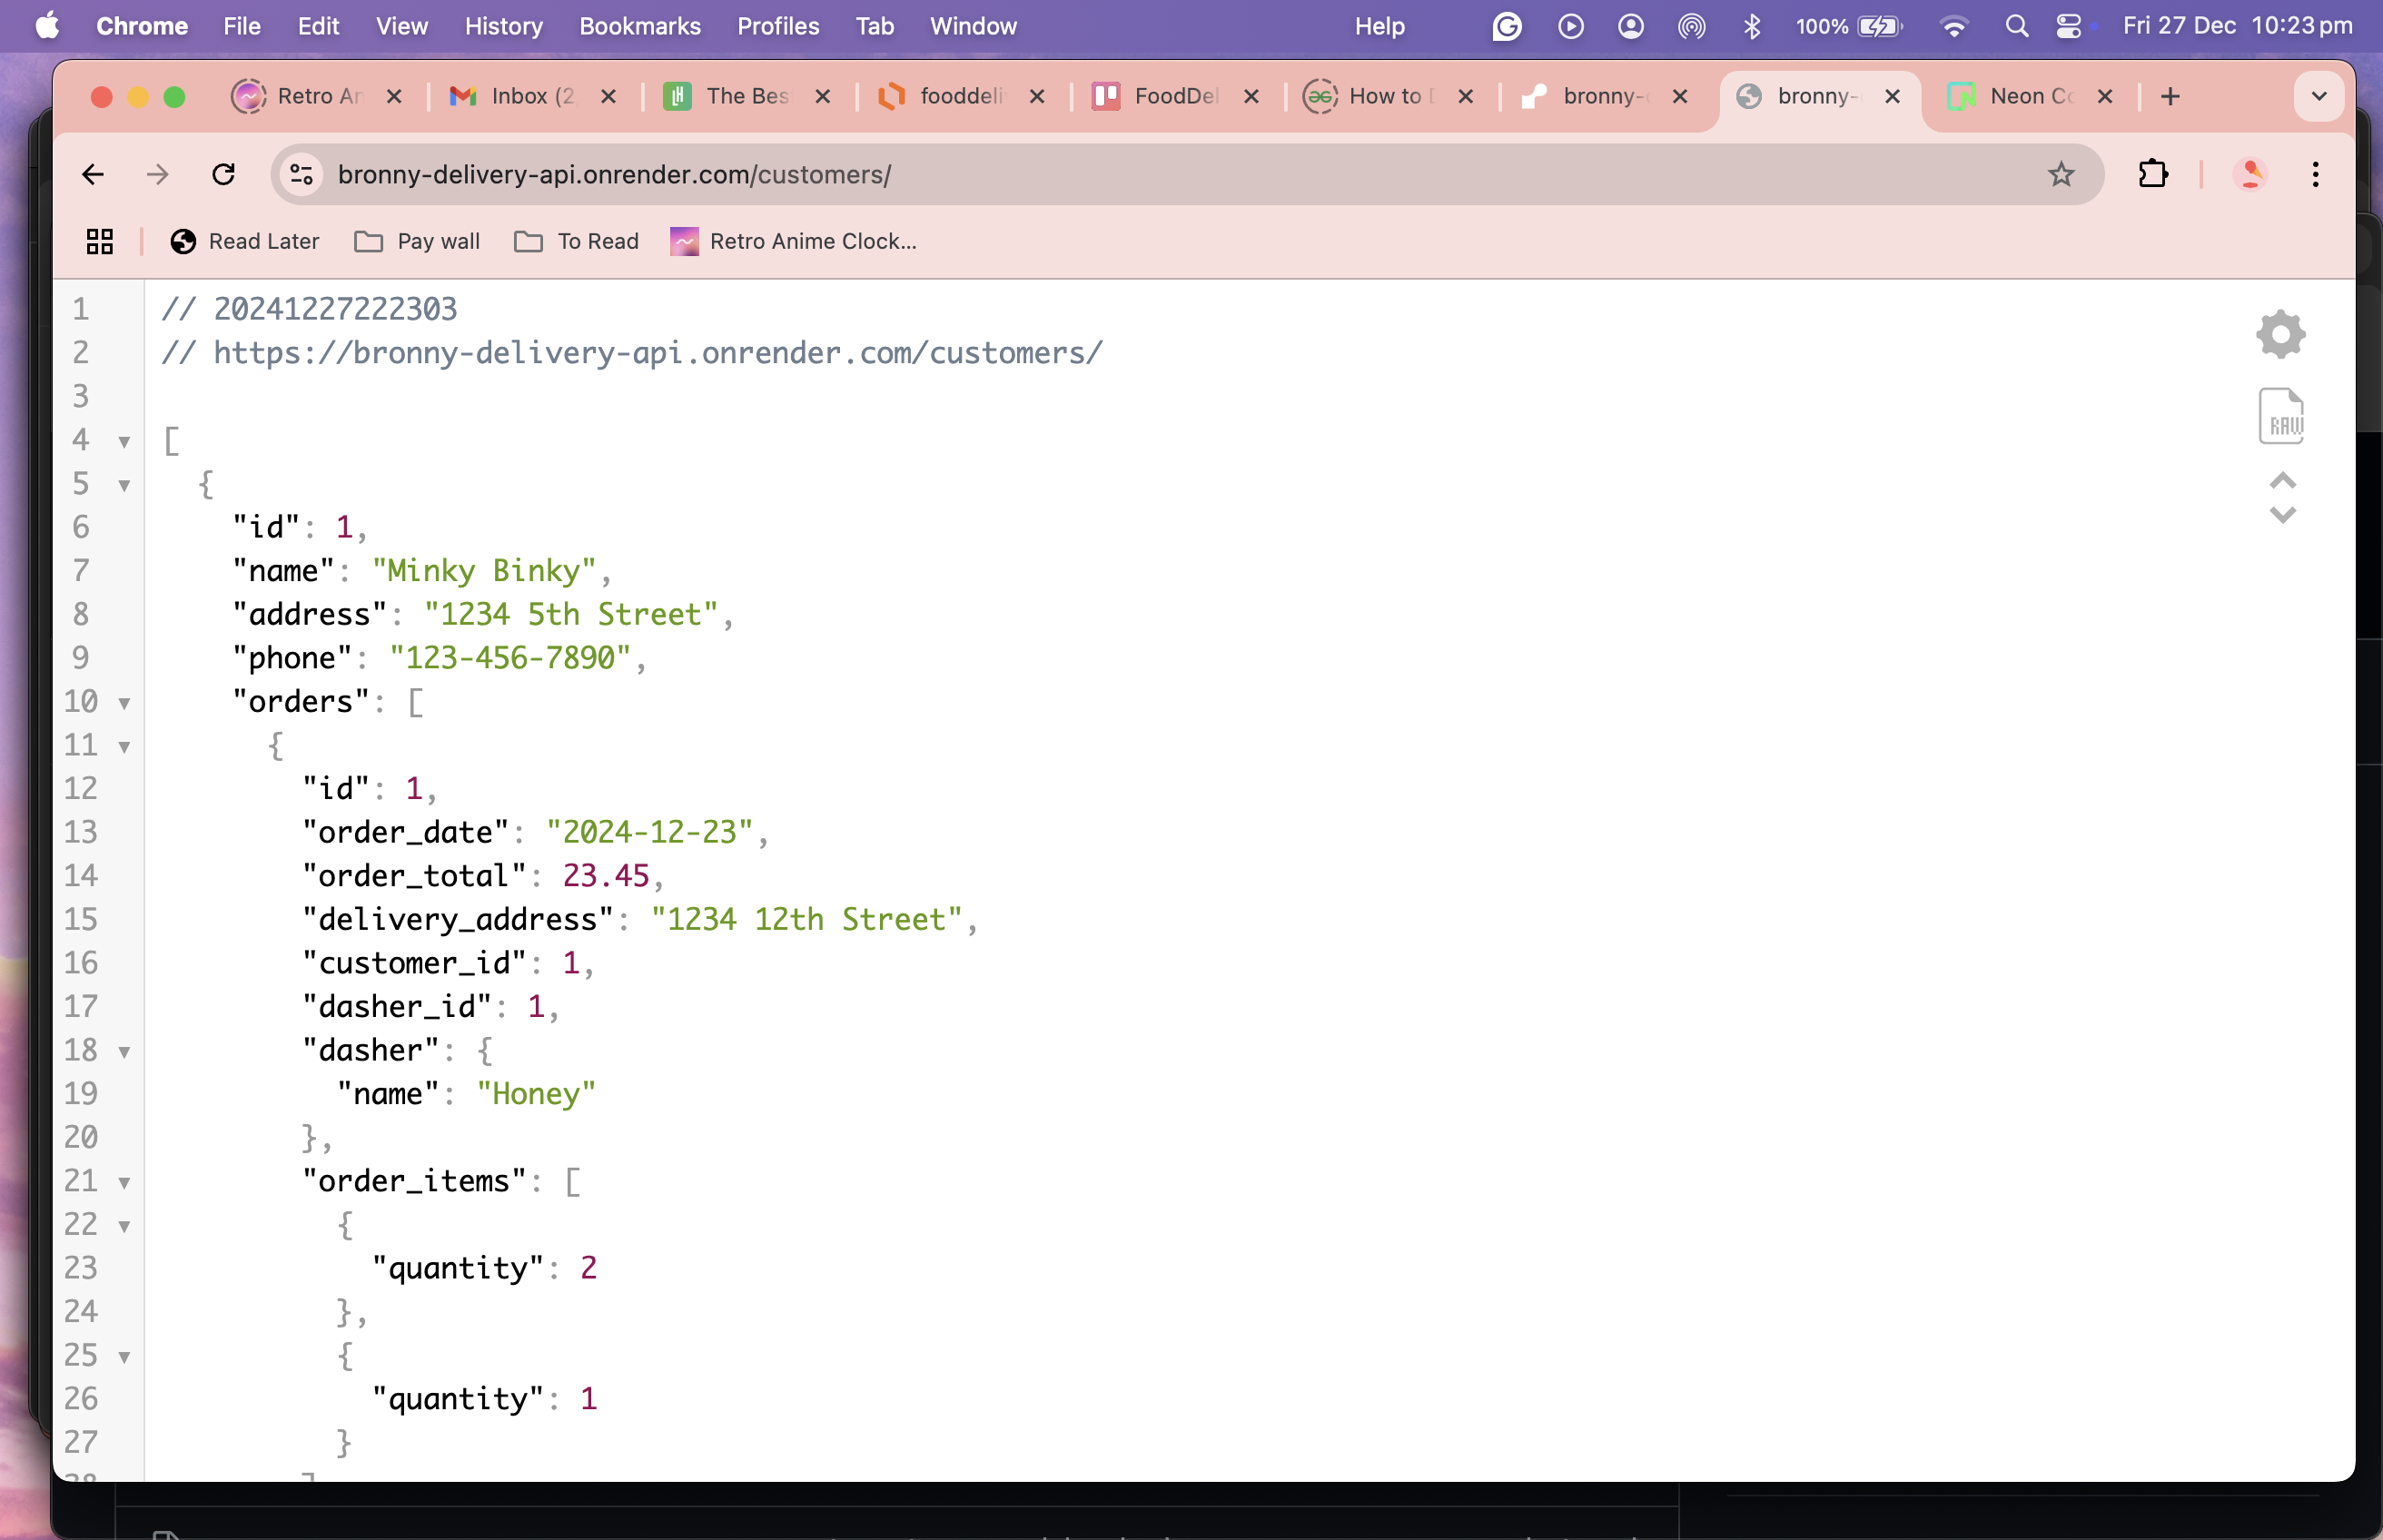 Chrome File Edit View History Bookmarks Profiles Tab Window Help 100% Fri 27 Dec 10:23 pm
Retro An Inbox (2 The Bes fooddeli FoodDel How to bronny- bronny- Neon Co
bronny-delivery-api.onrender.com/customers/
Read Later Pay wall To Read Retro Anime Clock...
1 // 20241227222303
2 // https://bronny-delivery-api.onrender.com/customers/
3
4 [
5 {
6 "id": 1,
7 "name": "Minky Binky",
8 "address": "1234 5th Street",
9 "phone": "123-456-7890",
10 "orders": [
11 {
12 "id": 1,
13 "order_date": "2024-12-23",
14 "order_total": 23.45,
15 "delivery_address": "1234 12th Street",
16 "customer_id": 1,
17 "dasher_id": 1,
18 "dasher": {
19 "name": "Honey"
20 },
21 "order_items": [
22 {
23 "quantity": 2
24 },
25 {
26 "quantity": 1
27 }
RAW